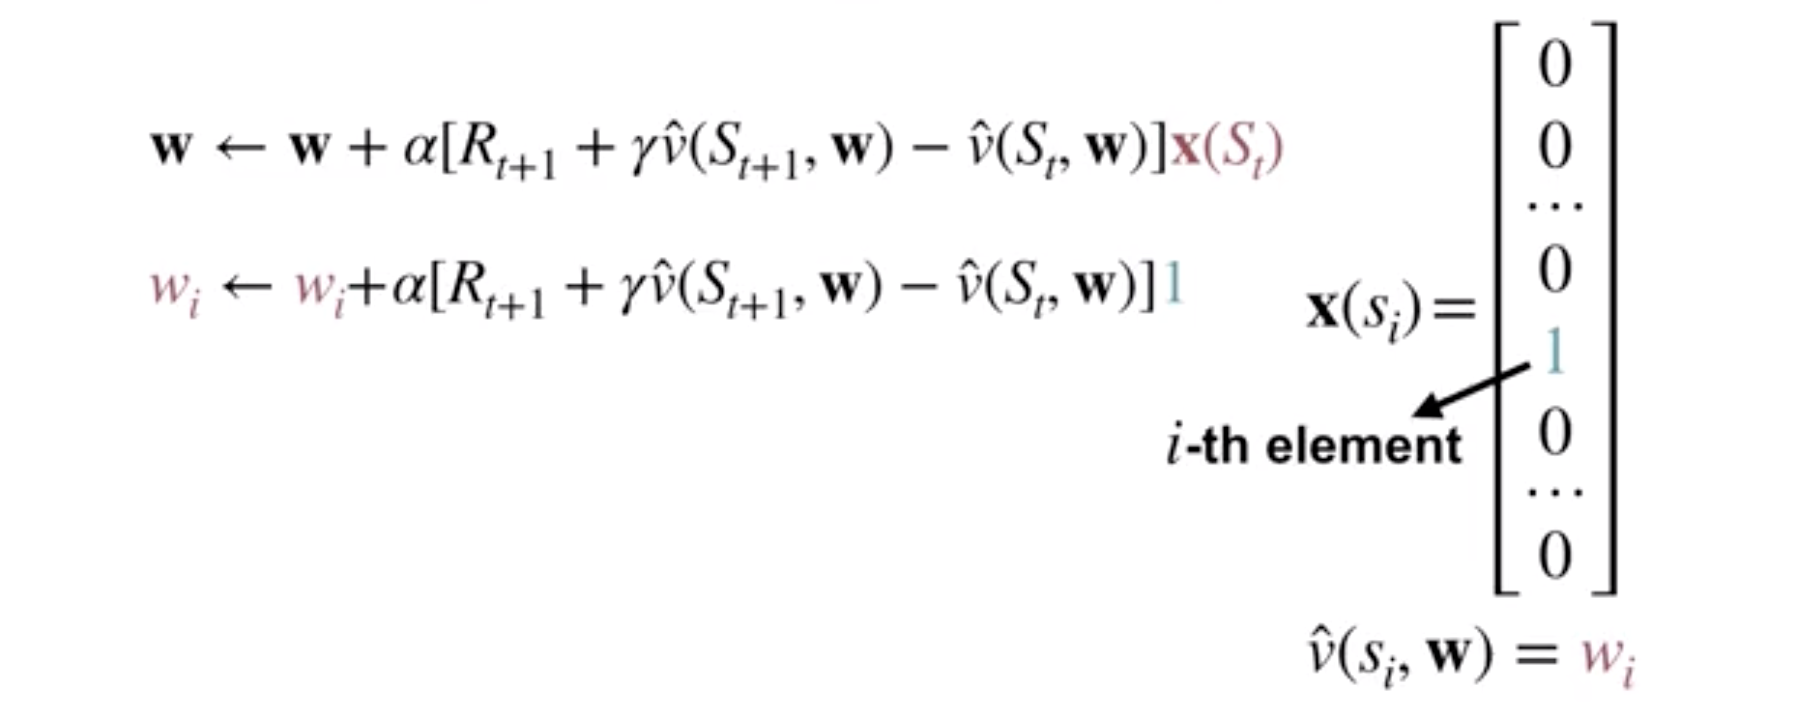 w ← w + α[R_{t+1} + γv̂(S_{t+1}, w) − v̂(S_t, w)]x(S_t)
w_i ← w_i+α[R_{t+1} + γv̂(S_{t+1}, w) − v̂(S_t, w)]1
x(s_i)=
0
0
...
0
1
0
...
0
i-th element
v̂(s_i, w) = w_i